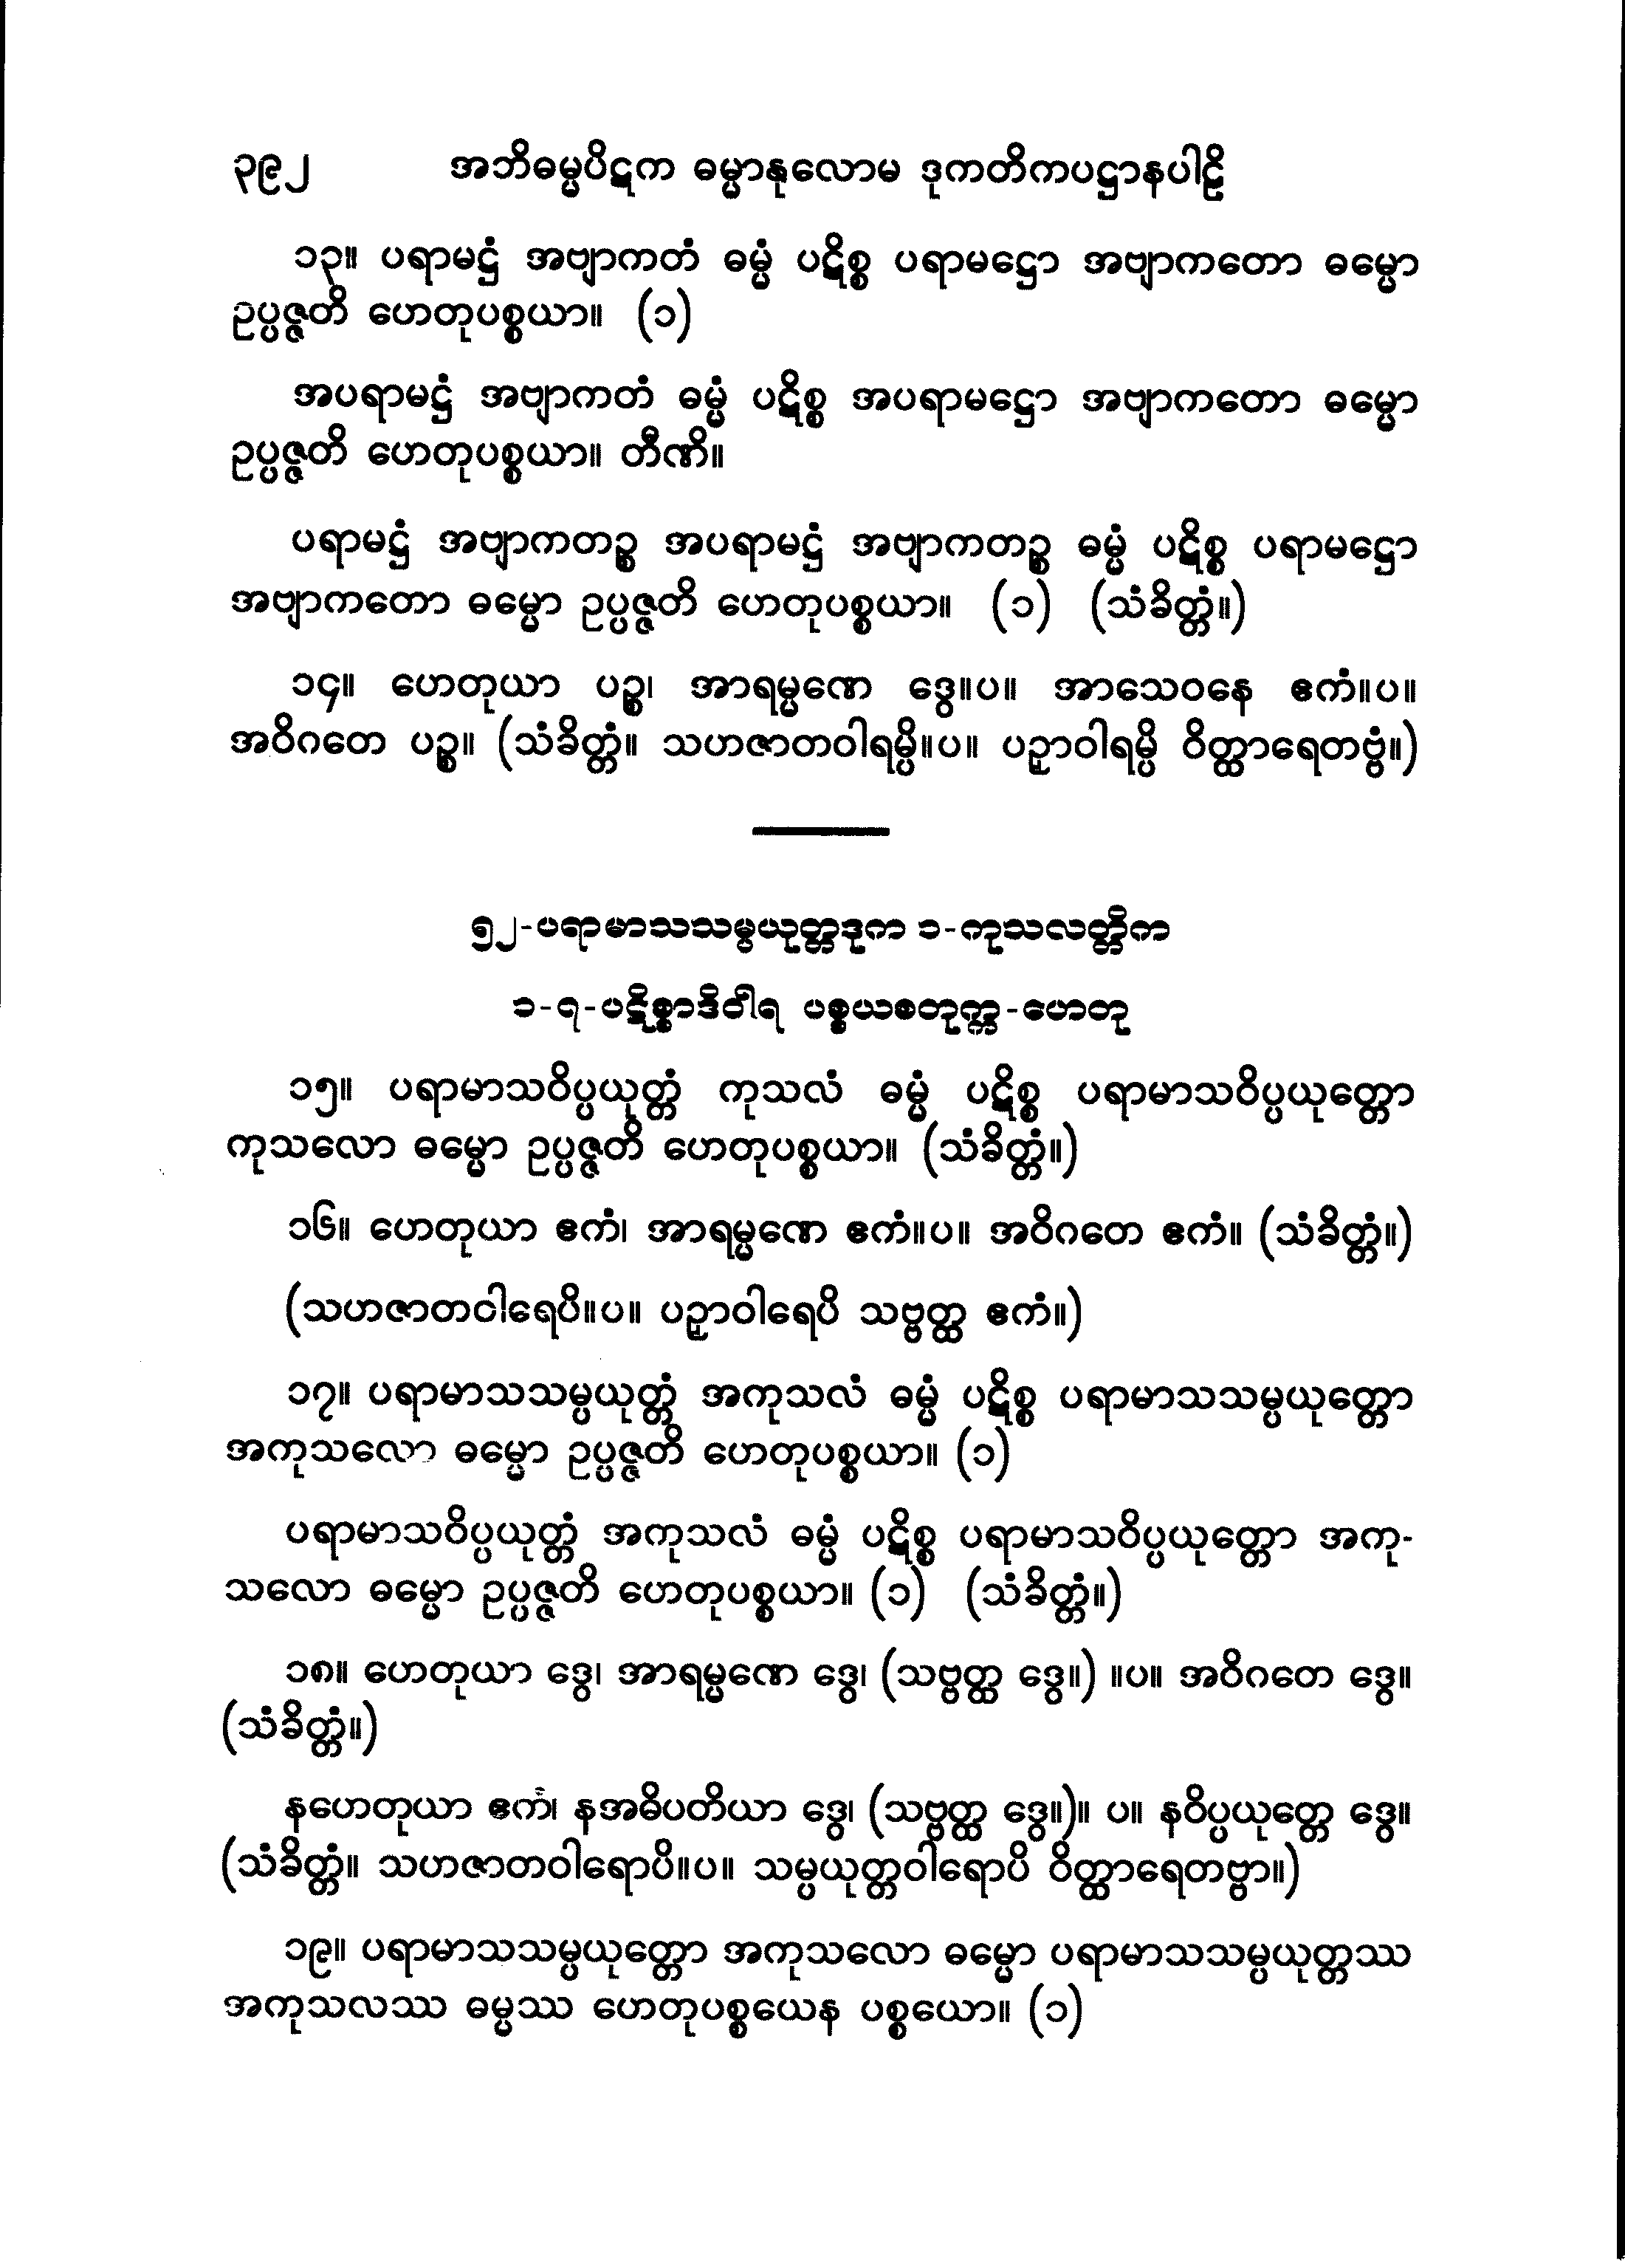 ၃၉၂ အဘိဓမ္မပိဋက ဓမ္မာနုလောမ ဒုကတိကပဋ္ဌာနပါဠိ
၁၃။ ပရာမဋ္ဌံ အဗျာကတံ ဓမ္မံ ပဋိစ္စ ပရာမဋ္ဌော အဗျာကတော ဓမ္မော
ဥပ္ပဇ္ဇတိ ဟေတုပစ္စယာ။ (၁)
အပရာမဋ္ဌံ အဗျာကတံ ဓမ္မံ ပဋိစ္စ အပရာမဋ္ဌော အဗျာကတော ဓမ္မော
ဥပ္ပဇ္ဇတိ ဟေတုပစ္စယာ။ တီဏိ။
ပရာမဋ္ဌံ အဗျာကတဉ္စ အပရာမဋ္ဌံ အဗျာကတဉ္စ ဓမ္မံ ပဋိစ္စ ပရာမဋ္ဌော
အဗျာကတော ဓမ္မော ဥပ္ပဇ္ဇတိ ဟေတုပစ္စယာ။ (၁) (သံခိတ္တံ။)
၁၄။ ဟေတုယာ ပဉ္စ၊ အာရမ္မဏေ ဒွေ။ပ။ အာသေဝနေ ဧကံ။ပ။
အဝိဂတေ ပဉ္စ။ (သံခိတ္တံ။ သဟဇာတဝါရမ္ပိ။ပ။ ပဉှာဝါရမ္ပိ ဝိတ္ထာရေတဗ္ဗံ။)
၅၂-ပရာမာသသမ္ပယုတ္တဒုက ၁-ကုသလတ္တိက
၁-၇-ပဋိစ္စာဒိဝါရ ပစ္စယစတုက္က-ဟေတု
၁၅။ ပရာမာသဝိပ္ပယုတ္တံ ကုသလံ ဓမ္မံ ပဋိစ္စ ပရာမာသဝိပ္ပယုတ္တော
ကုသလော ဓမ္မော ဥပ္ပဇ္ဇတိ ဟေတုပစ္စယာ။ (သံခိတ္တံ။)
၁၆။ ဟေတုယာ ဧကံ၊ အာရမ္မဏေ ဧကံ။ပ။ အဝိဂတေ ဧကံ။ (သံခိတ္တံ။)
(သဟဇာတဝါရေပိ။ပ။ ပဉှာဝါရေပိ သဗ္ဗတ္ထ ဧကံ။)
၁၇။ ပရာမာသသမ္ပယုတ္တံ အကုသလံ ဓမ္မံ ပဋိစ္စ ပရာမာသသမ္ပယုတ္တော
အကုသလော ဓမ္မော ဥပ္ပဇ္ဇတိ ဟေတုပစ္စယာ။ (၁)
ပရာမာသဝိပ္ပယုတ္တံ အကုသလံ ဓမ္မံ ပဋိစ္စ ပရာမာသဝိပ္ပယုတ္တော အကု-
သလော ဓမ္မော ဥပ္ပဇ္ဇတိ ဟေတုပစ္စယာ။ (၁) (သံခိတ္တံ။)
၁၈။ ဟေတုယာ ဒွေ၊ အာရမ္မဏေ ဒွေ၊ (သဗ္ဗတ္ထ ဒွေ။) ။ပ။ အဝိဂတေ ဒွေ။
(သံခိတ္တံ။)
နဟေတုယာ ဧကံ၊ နအဓိပတိယာ ဒွေ၊ (သဗ္ဗတ္ထ ဒွေ။)။ ပ။ နဝိပ္ပယုတ္တေ ဒွေ။
(သံခိတ္တံ။ သဟဇာတဝါရောပိ။ပ။ သမ္ပယုတ္တဝါရောပိ ဝိတ္ထာရေတဗ္ဗာ။)
၁၉။ ပရာမာသသမ္ပယုတ္တော အကုသလော ဓမ္မော ပရာမာသသမ္ပယုတ္တဿ
အကုသလဿ ဓမ္မဿ ဟေတုပစ္စယေန ပစ္စယော။ (၁)